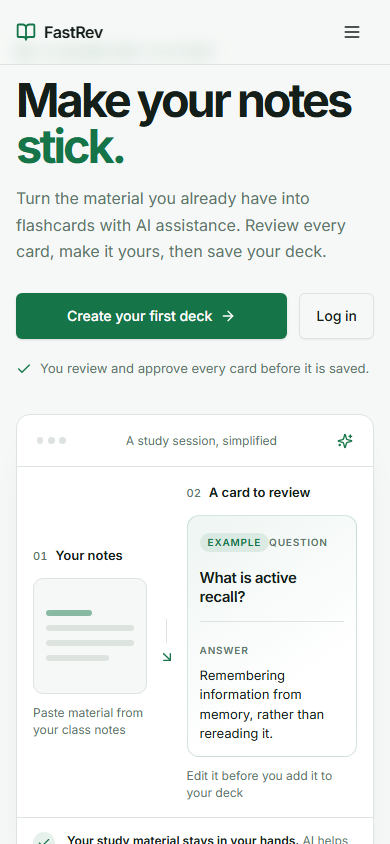 FastRev
Make your notes
stick.
Turn the material you already have into
flashcards with AI assistance. Review every
card, make it yours, then save your deck.
Create your first deck
Log in
You review and approve every card before it is saved.
A study session, simplified
01 Your notes
Paste material from
your class notes
02 A card to review
EXAMPLE QUESTION
What is active
recall?
ANSWER
Remembering
information from
memory, rather than
rereading it.
Edit it before you add it to
your deck
Your study material stays in your hands. AI helps